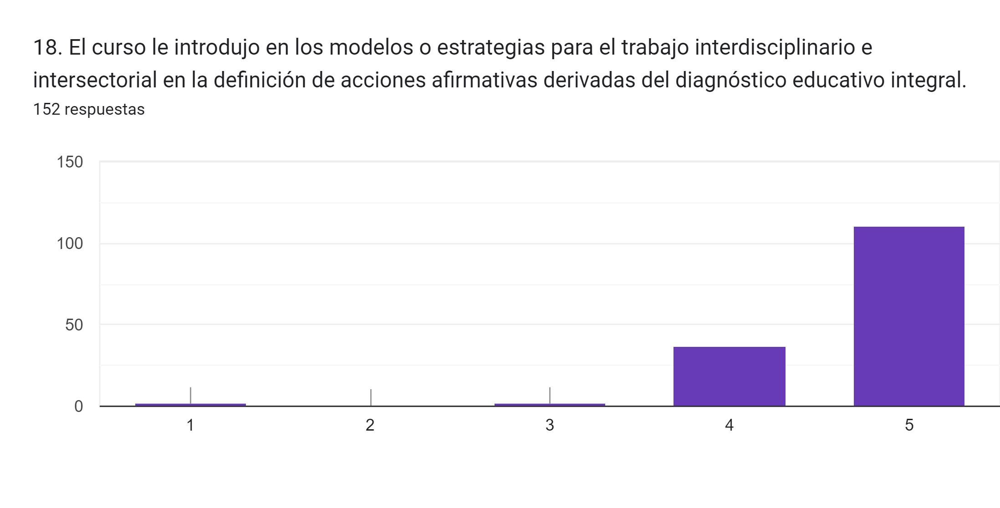 18. El curso le introdujo en los modelos o estrategias para el trabajo interdisciplinario e
intersectorial en la definición de acciones afirmativas derivadas del diagnóstico educativo integral.
152 respuestas
150
100
50
0
1 2 3 4 5